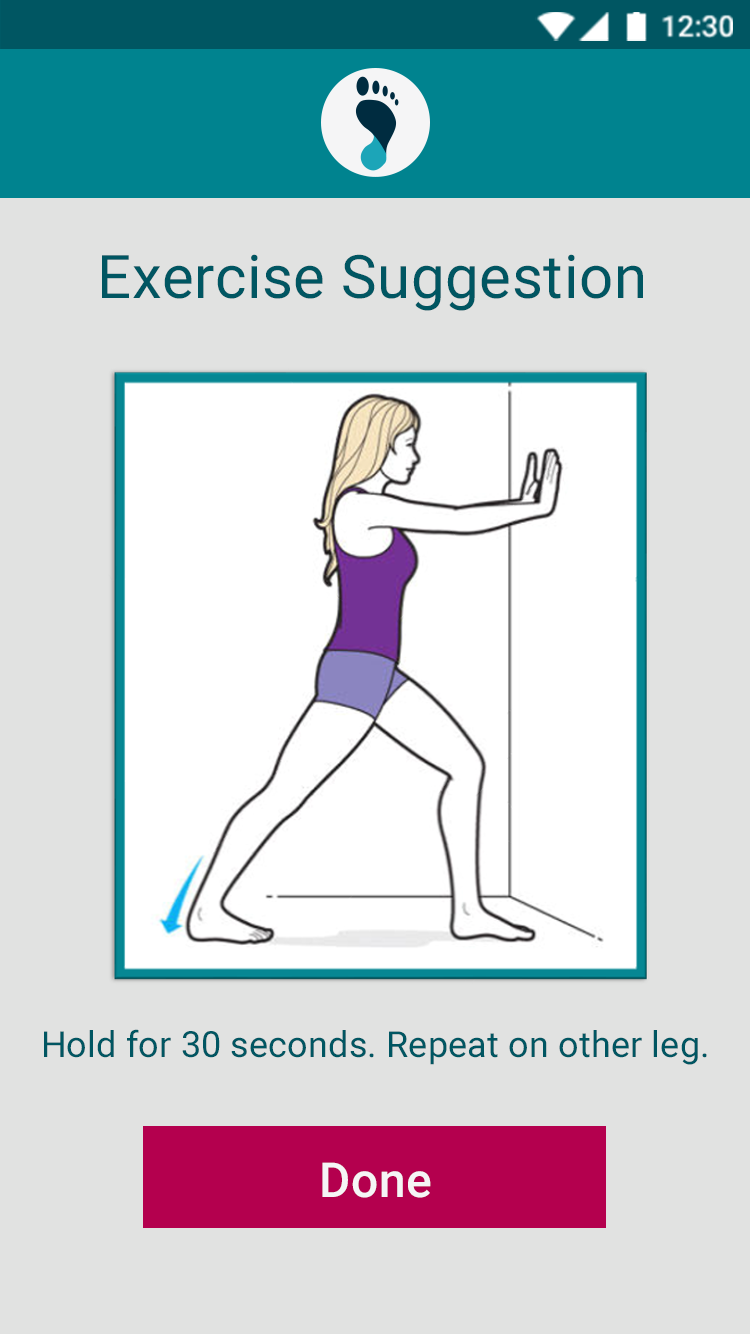 12:30
Exercise Suggestion
Hold for 30 seconds. Repeat on other leg.
Done